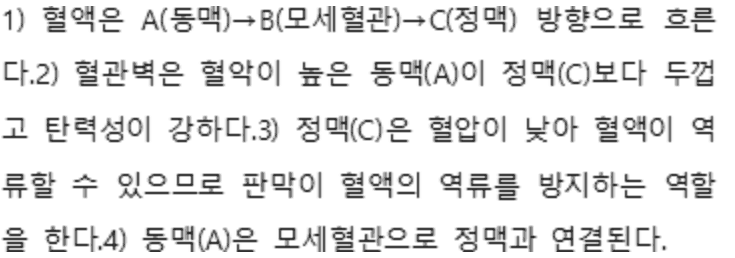 1) 혈액은 A(동맥)→B(모세혈관)→C(정맥) 방향으로 흐른
다.2) 혈관벽은 혈악이 높은 동맥(A)이 정맥(C)보다 두껍
고 탄력성이 강하다.3) 정맥(C)은 혈압이 낮아 혈액이 역
류할 수 있으므로 판막이 혈액의 역류를 방지하는 역할
을 한다.4) 동맥(A)은 모세혈관으로 정맥과 연결된다.